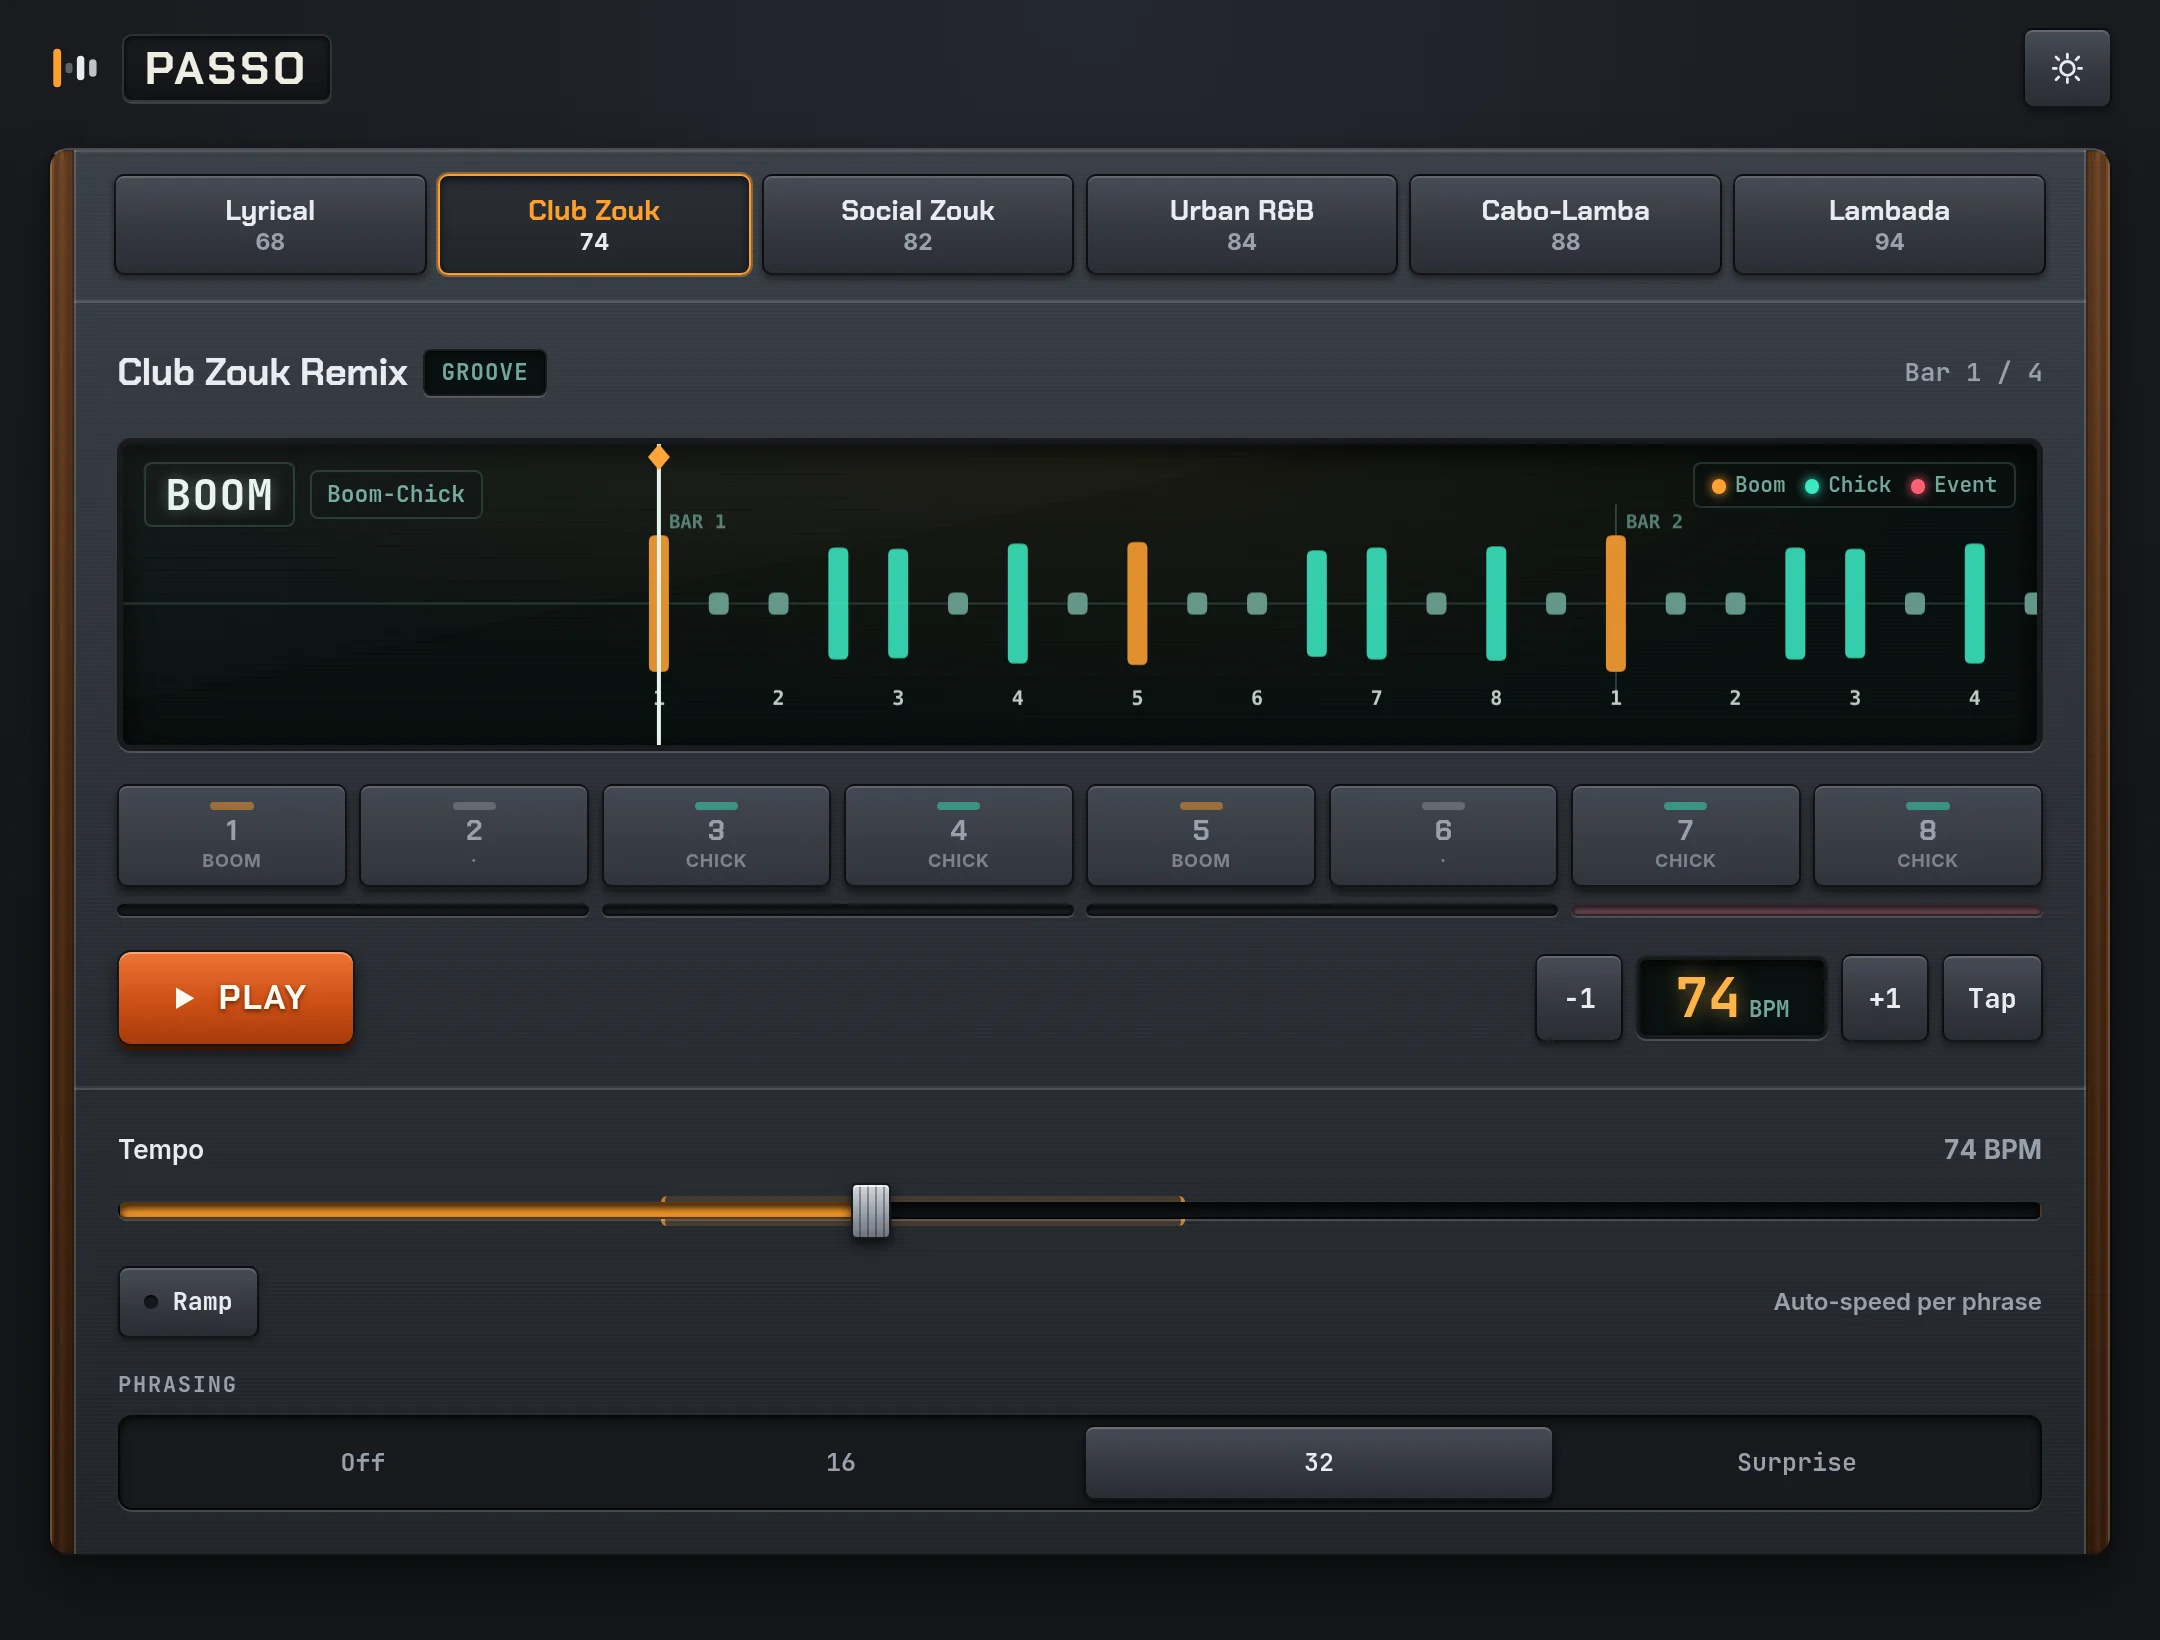 PASSO
Lyrical
68
Club Zouk
74
Social Zouk
82
Urban R&B
84
Cabo-Lamba
88
Lambada
94
Club Zouk Remix
GROOVE
Bar 1 / 4
BOOM
Boom-Chick
Boom
Chick
Event
BAR 1
BAR 2
1 2 3 4 5 6 7 8 1 2 3 4
1
BOOM
2
·
3
CHICK
4
CHICK
5
BOOM
6
·
7
CHICK
8
CHICK
PLAY
-1
74 BPM
+1
Tap
Tempo
74 BPM
Ramp
Auto-speed per phrase
PHRASING
Off
16
32
Surprise